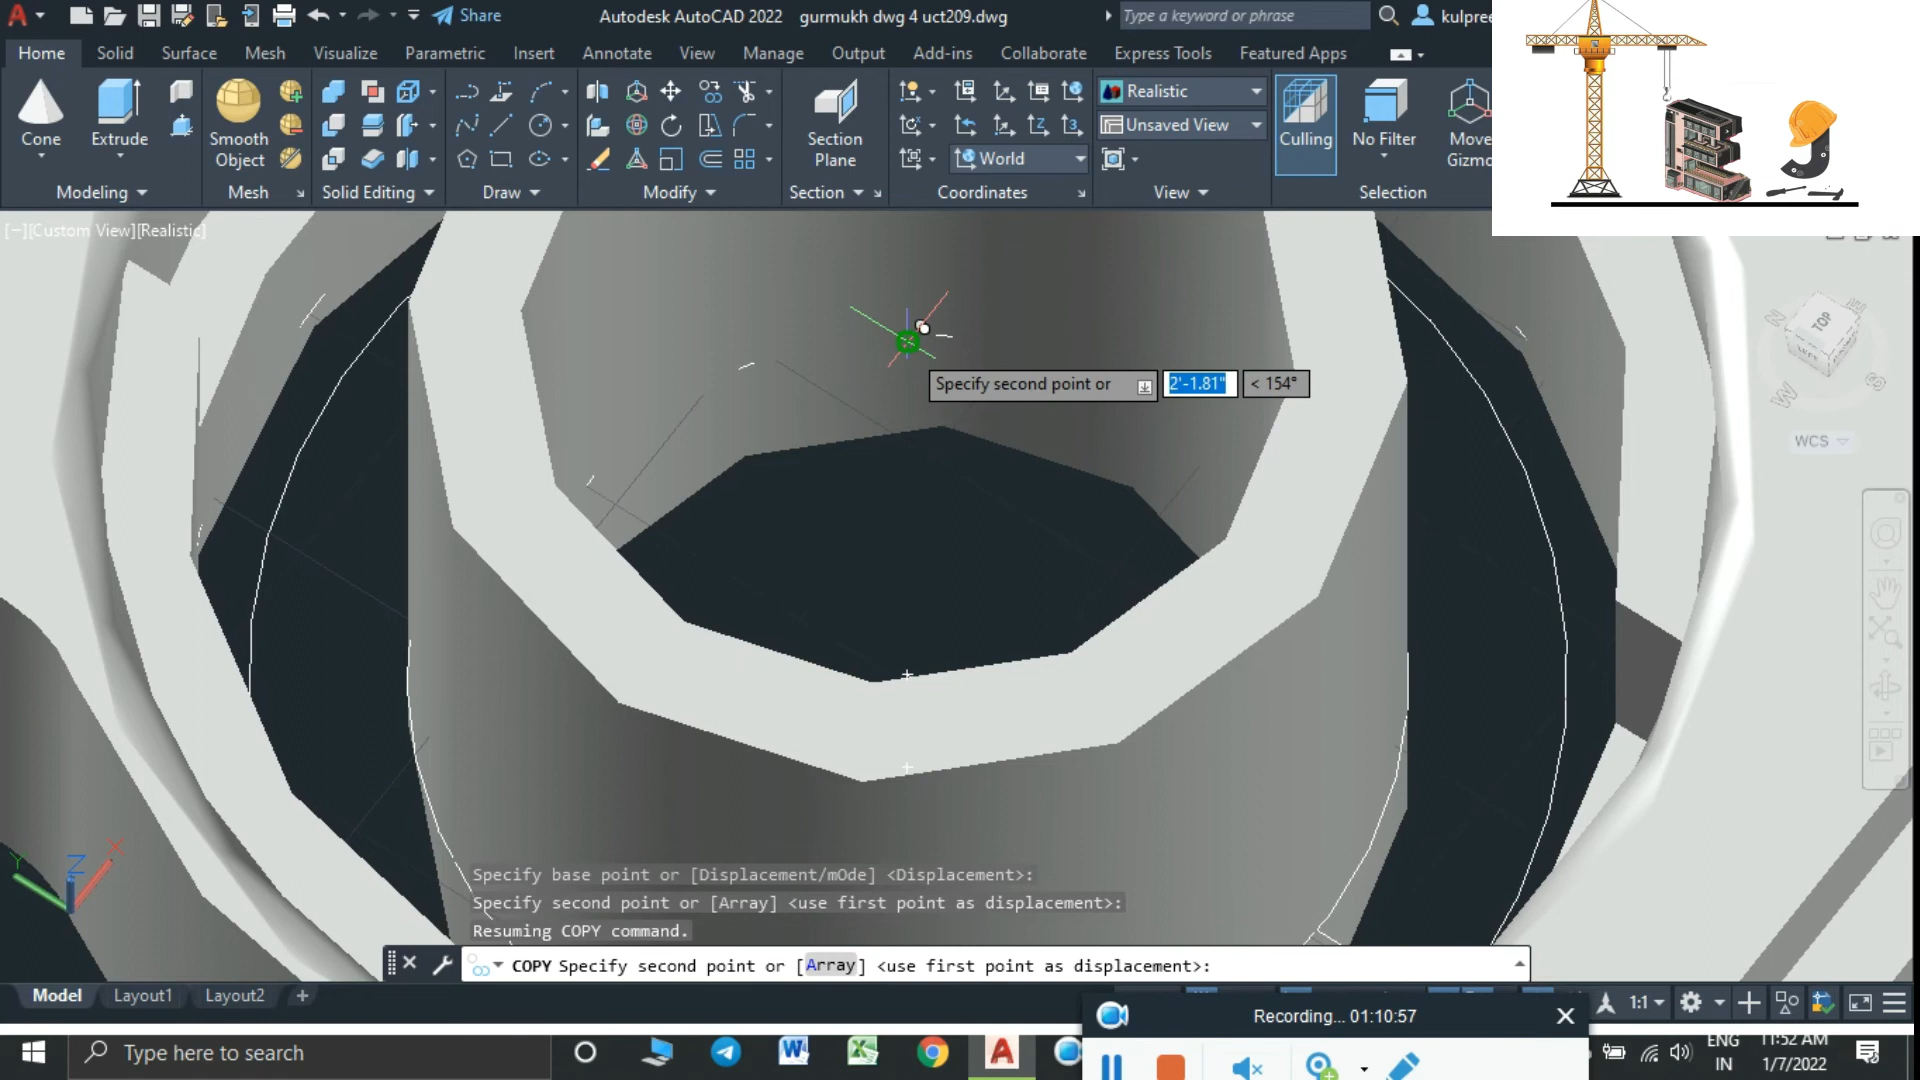 Share
Autodesk AutoCAD 2022 gurmukh dwg 4 uct209.dwg
Type a keyword or phrase
Home Solid Surface Mesh Visualize Parametric Insert Annotate View Manage Output Add-ins Collaborate Express Tools Featured Apps
Cone
Extrude
Smooth
Object
Section
Plane
Realistic
Unsaved View
World
Culling
No Filter
Move
Gizmo
Modeling Mesh Solid Editing Draw Modify Section Coordinates View Selection
[−][Custom View][Realistic]
TOP
LEFT
N
E
W
S
WCS
Specify second point or 2'-1.81" < 154°
X
Y
Z
Specify base point or [Displacement/mOde] <Displacement>:
Specify second point or [Array] <use first point as displacement>:
Resuming COPY command.
COPY Specify second point or [Array] <use first point as displacement>:
Model Layout1 Layout2 +
1:1
Recording... 01:10:57
Type here to search
ENG
IN
11:52 AM
1/7/2022